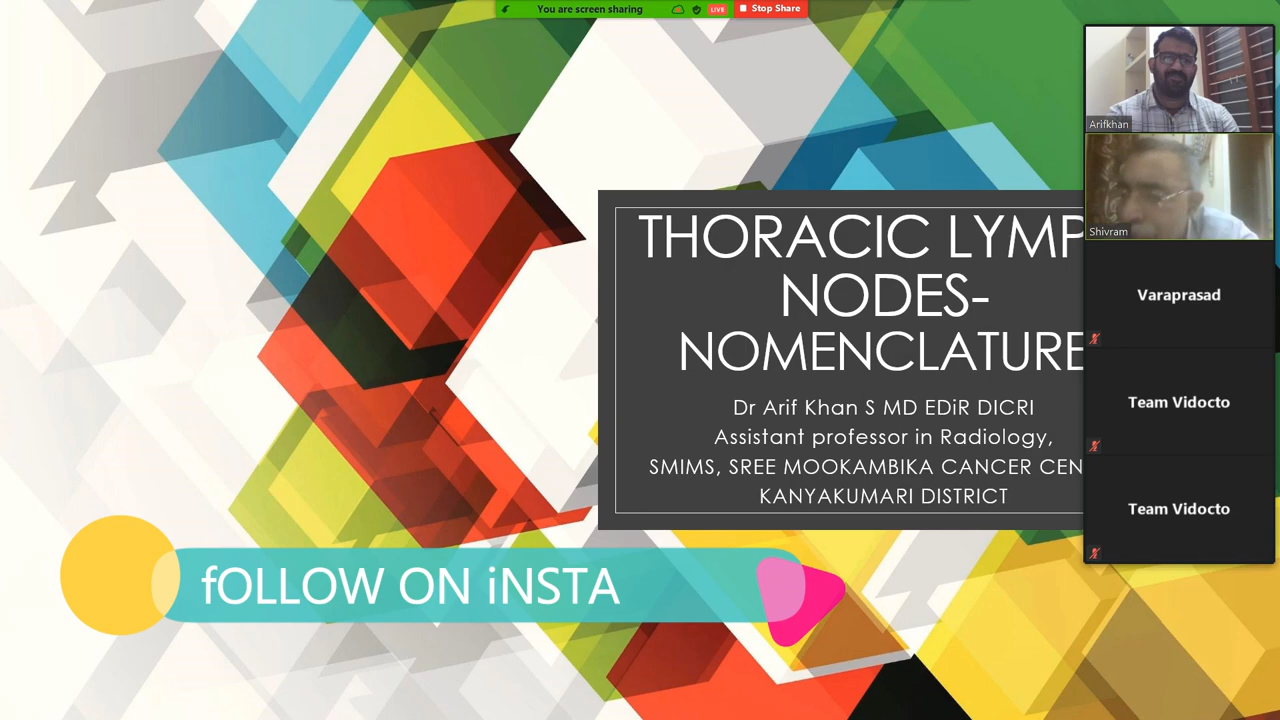 You are screen sharing
LIVE
Stop Share
Arifkhan
Shivram
Varaprasad
Team Vidocto
Team Vidocto
THORACIC LYMP
NODES-
NOMENCLATURE
Dr Arif Khan S MD EDiR DICRI
Assistant professor in Radiology,
SMIMS, SREE MOOKAMBIKA CANCER CEN
KANYAKUMARI DISTRICT
fOLLOW ON iNSTA